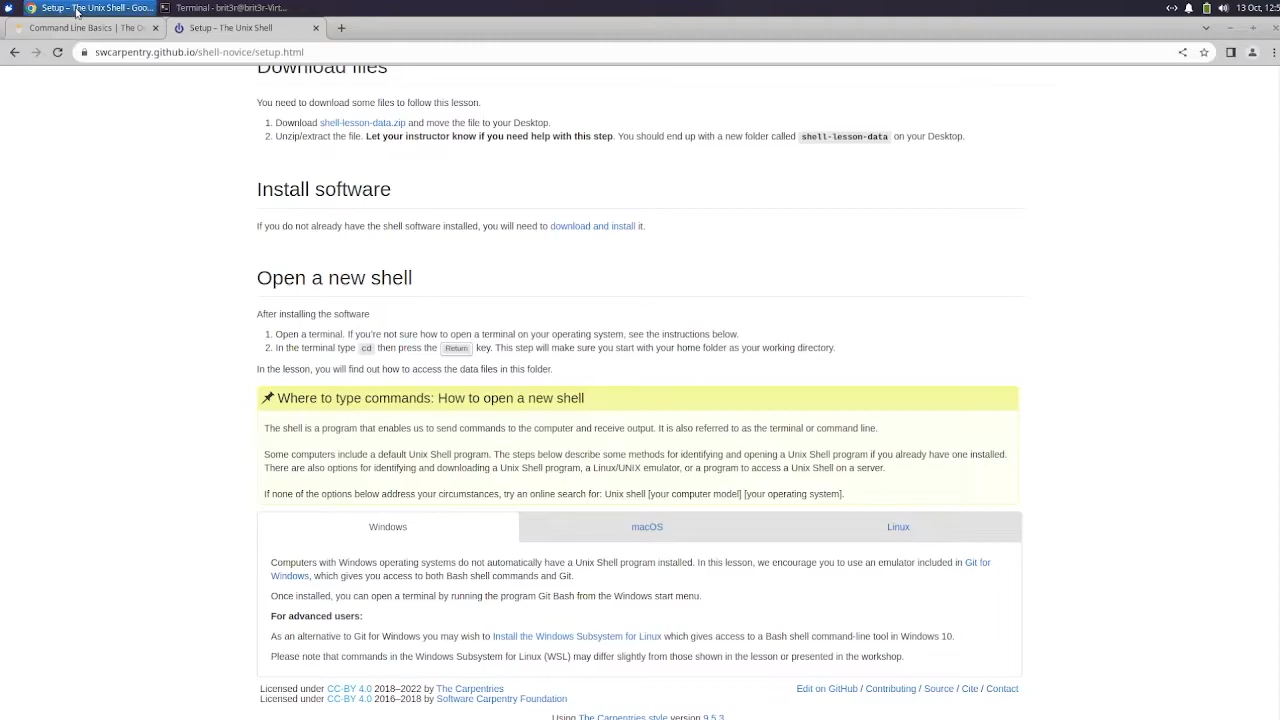 Setup – The Unix Shell - Goo...
Terminal - bri3r@bri3r-Virt...
13 Oct, 12:5
Command Line Basics | The C
Setup – The Unix Shell
swcarpentry.github.io/shell-novice/setup.html
Download files
You need to download some files to follow this lesson.
1. Download shell-lesson-data.zip and move the file to your Desktop.
2. Unzip/extract the file. Let your instructor know if you need help with this step. You should end up with a new folder called shell-lesson-data on your Desktop.
Install software
If you do not already have the shell software installed, you will need to download and install it.
Open a new shell
After installing the software
1. Open a terminal. If you're not sure how to open a terminal on your operating system, see the instructions below.
2. In the terminal type cd then press the Return key. This step will make sure you start with your home folder as your working directory.
In the lesson, you will find out how to access the data files in this folder.
Where to type commands: How to open a new shell
The shell is a program that enables us to send commands to the computer and receive output. It is also referred to as the terminal or command line.
Some computers include a default Unix Shell program. The steps below describe some methods for identifying and opening a Unix Shell program if you already have one installed.
There are also options for identifying and downloading a Unix Shell program, a Linux/UNIX emulator, or a program to access a Unix Shell on a server.
If none of the options below address your circumstances, try an online search for: Unix shell [your computer model] [your operating system].
Windows
macOS
Linux
Computers with Windows operating systems do not automatically have a Unix Shell program installed. In this lesson, we encourage you to use an emulator included in Git for
Windows, which gives you access to both Bash shell commands and Git.
Once installed, you can open a terminal by running the program Git Bash from the Windows start menu.
For advanced users:
As an alternative to Git for Windows you may wish to Install the Windows Subsystem for Linux which gives access to a Bash shell command-line tool in Windows 10.
Please note that commands in the Windows Subsystem for Linux (WSL) may differ slightly from those shown in the lesson or presented in the workshop.
Licensed under CC-BY 4.0 2018–2022 by The Carpentries
Edit on GitHub / Contributing / Source / Cite / Contact
Licensed under CC-BY 4.0 2016–2018 by Software Carpentry Foundation
Using The Carpentries style version 9.5.3